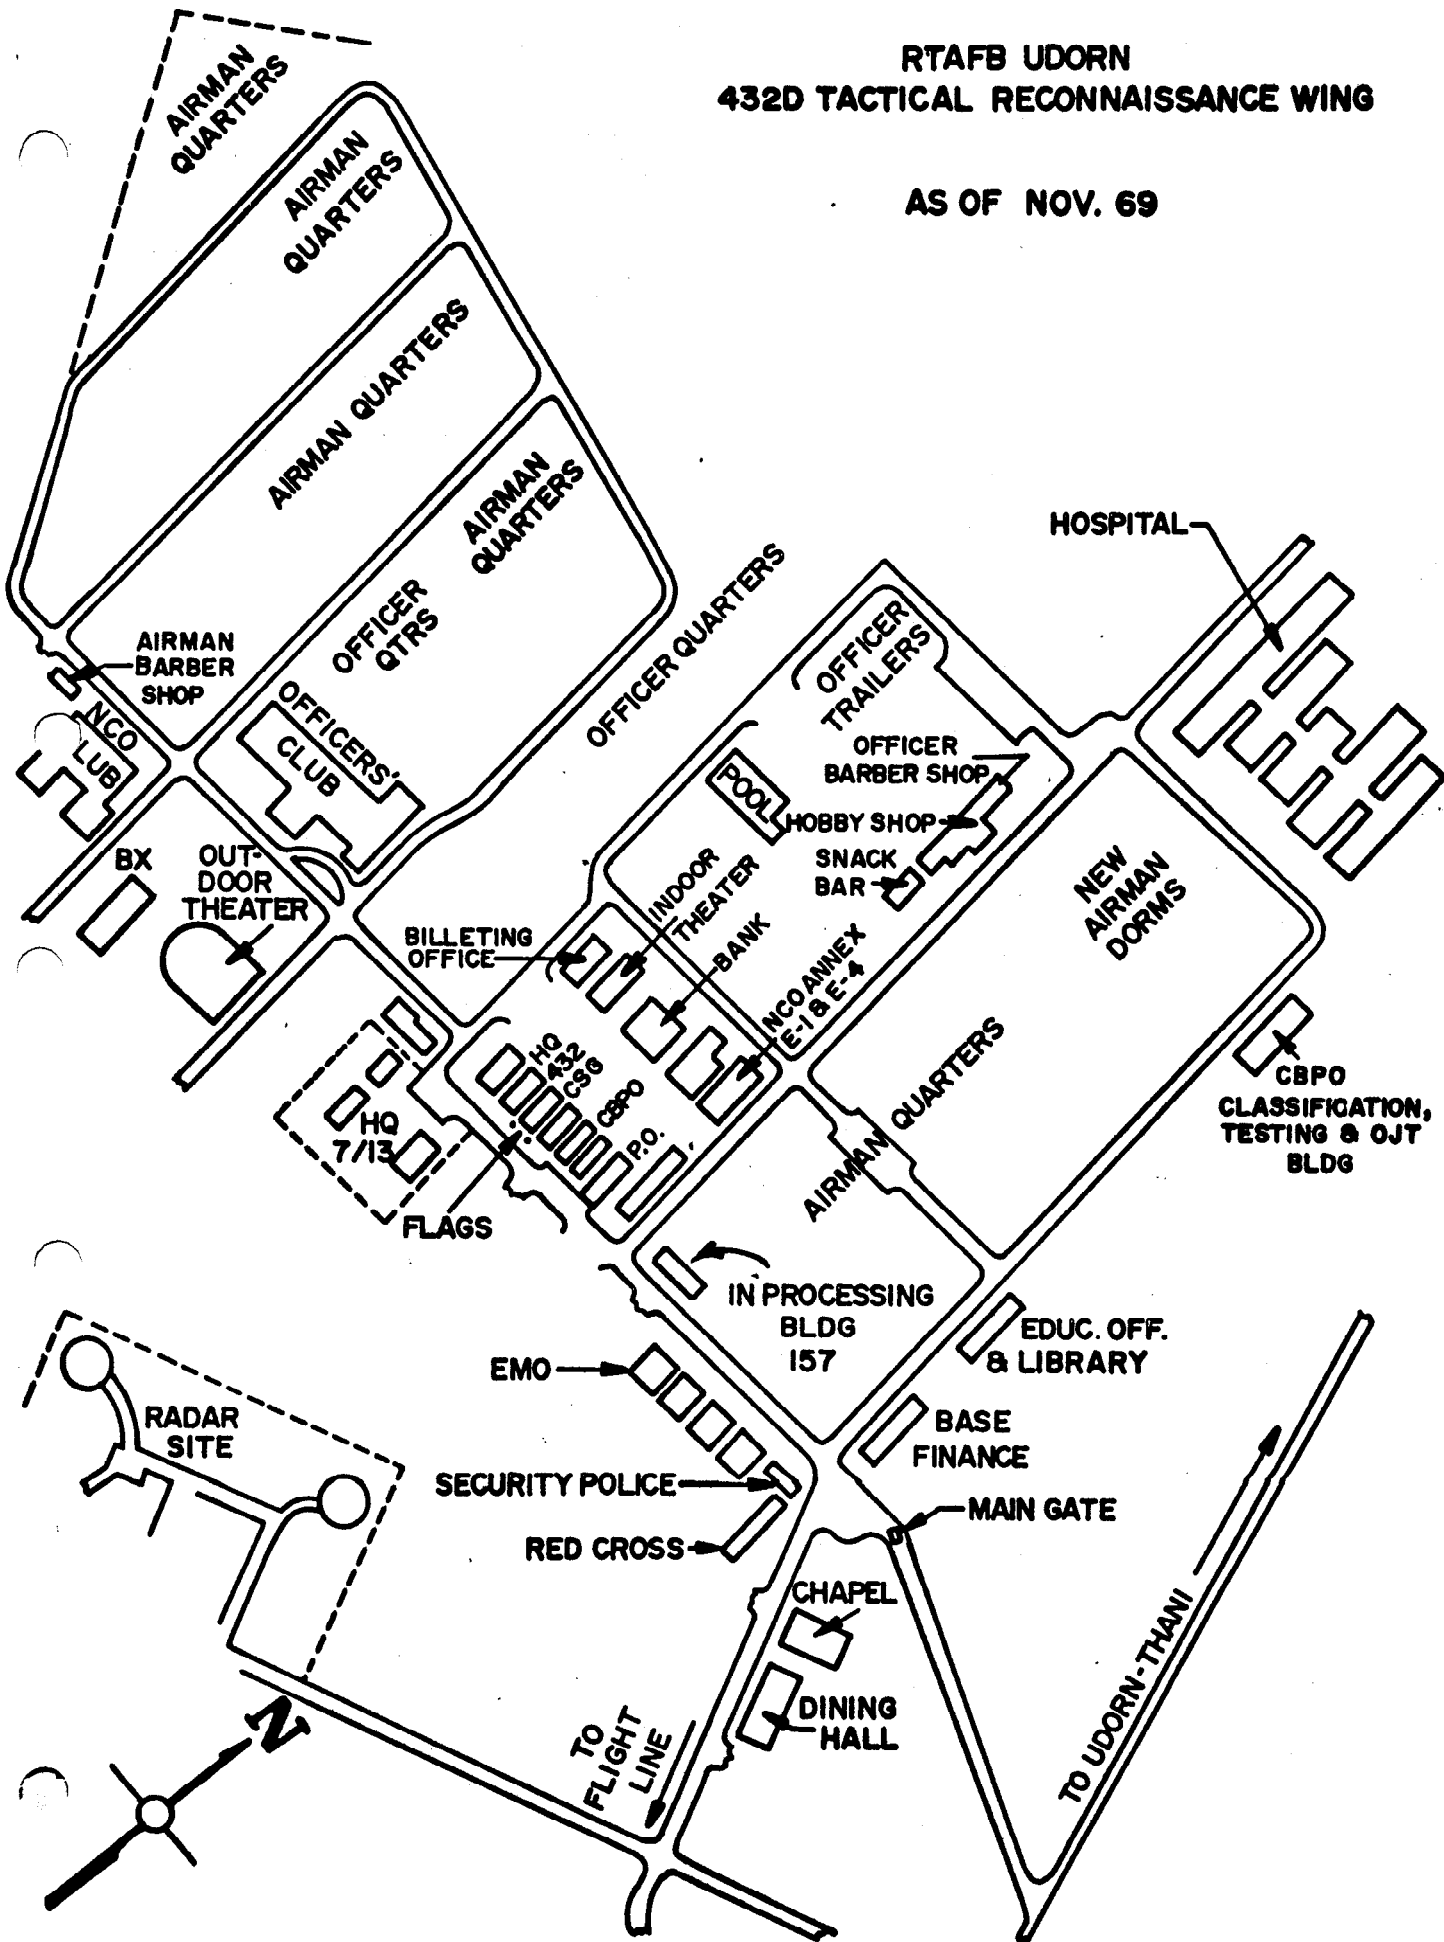 RTAFB UDORN
432D TACTICAL RECONNAISSANCE WING
AS OF NOV. 69
AIRMAN
QUARTERS
AIRMAN
QUARTERS
AIRMAN QUARTERS
AIRMAN
QUARTERS
HOSPITAL
OFFICER
QTRS
OFFICER QUARTERS
OFFICER
TRAILERS
AIRMAN
BARBER
SHOP
NCO
LUB
OFFICERS'
CLUB
OFFICER
BARBER SHOP
POOL
HOBBY SHOP
SNACK
BAR
BX
OUT-
DOOR
THEATER
INDOOR
THEATER
BANK
NEW
AIRMAN
DORMS
BILLETING
OFFICE
NCO ANNEX
E-1 & E-4
HQ
432
CSG
CBPO
P.O.
HQ
7/13
FLAGS
AIRMAN QUARTERS
CBPO
CLASSIFICATION,
TESTING & OJT
BLDG
IN PROCESSING
BLDG
157
EDUC. OFF.
& LIBRARY
EMO
RADAR
SITE
BASE
FINANCE
SECURITY POLICE
MAIN GATE
RED CROSS
CHAPEL
DINING
HALL
TO
FLIGHT
LINE
TO UDORN-THANI
N